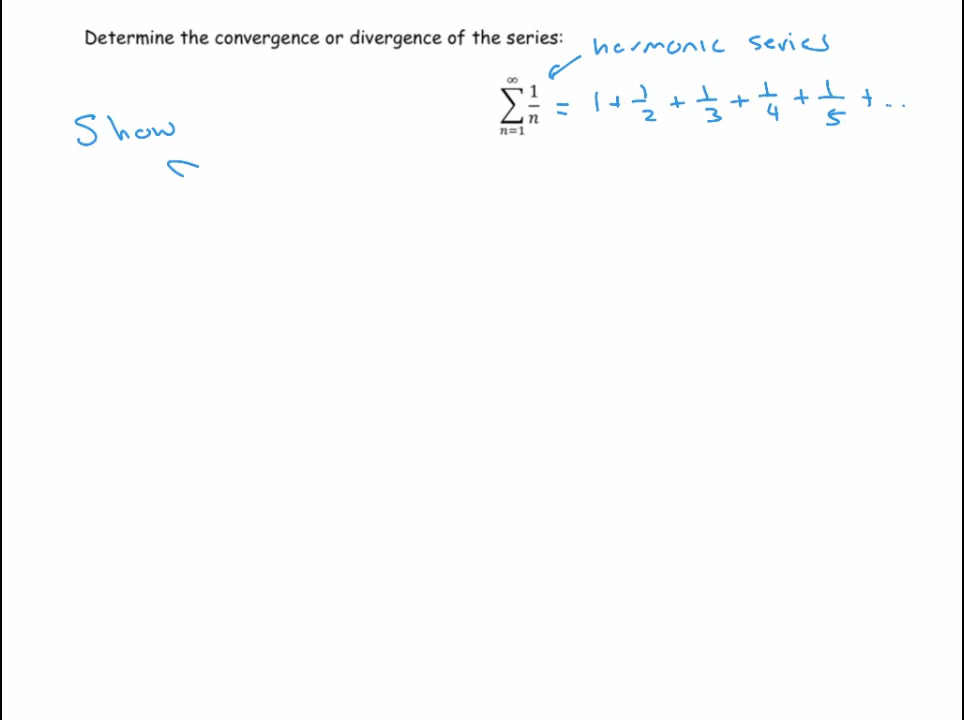 Determine the convergence or divergence of the series:
harmonic series
∑_{n=1}^{∞} 1/n = 1 + 1/2 + 1/3 + 1/4 + 1/5 + ..
Show